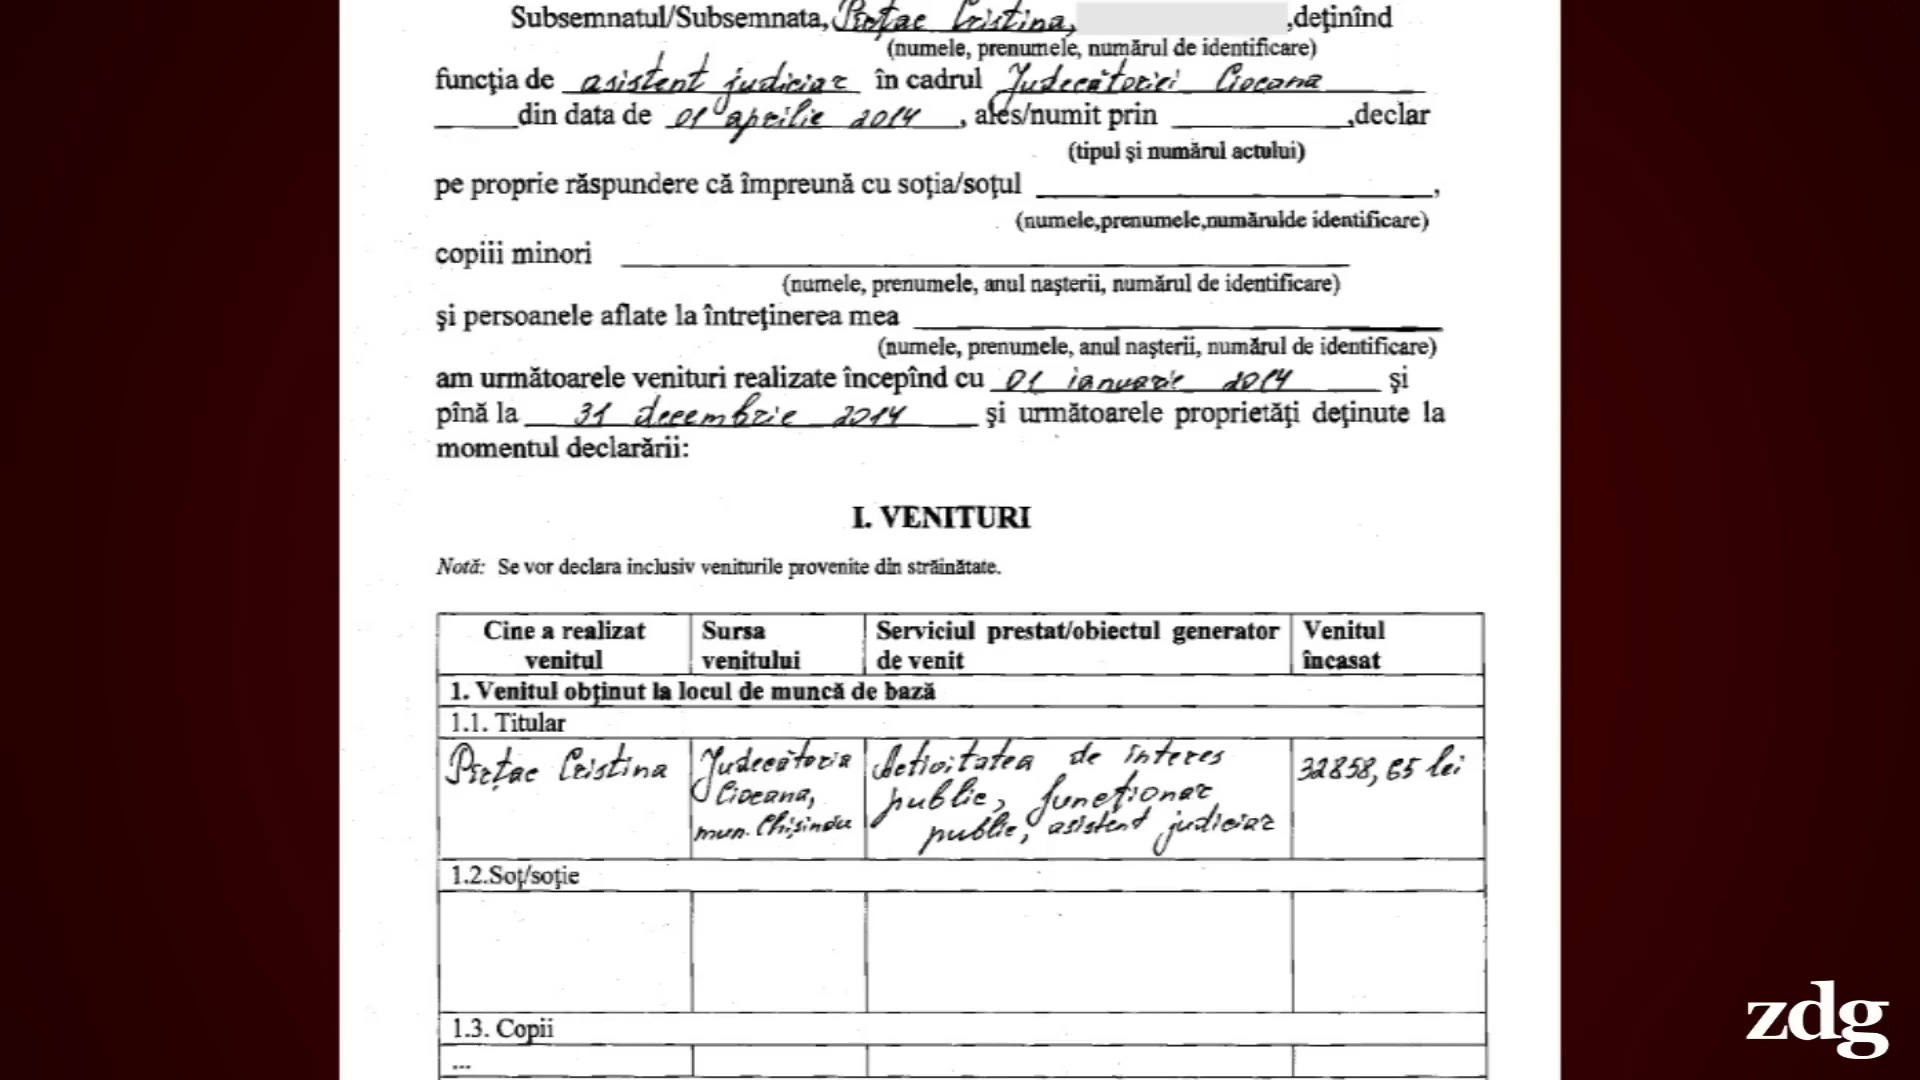 Subsemnatul/Subsemnata, Pințac Cristina, ,deținînd
(numele, prenumele, numărul de identificare)
funcția de asistent judiciar în cadrul Judecătoriei Ciocana
din data de 01 aprilie 2014, ales/numit prin ,declar
(tipul și numărul actului)
pe proprie răspundere că împreună cu soția/soțul ,
(numele,prenumele,numărulde identificare)
copiii minori
(numele, prenumele, anul nașterii, numărul de identificare)
și persoanele aflate la întreținerea mea
(numele, prenumele, anul nașterii, numărul de identificare)
am următoarele venituri realizate începînd cu 01 ianuarie 2014 și
pînă la 31 decembrie 2014 și următoarele proprietăți deținute la
momentul declarării:
I. VENITURI
Notă: Se vor declara inclusiv veniturile provenite din străinătate.
Cine a realizat venitul
Sursa venitului
Serviciul prestat/obiectul generator de venit
Venitul încasat
1. Venitul obținut la locul de muncă de bază
1.1. Titular
Cristina
Judecătoria
Ciocana,
mun. Chișinău
Activitatea de interes
public, funcționar
public, asistent judiciar
32858,65 lei
1.2.Soț/soție
1.3. Copii
...
zdg